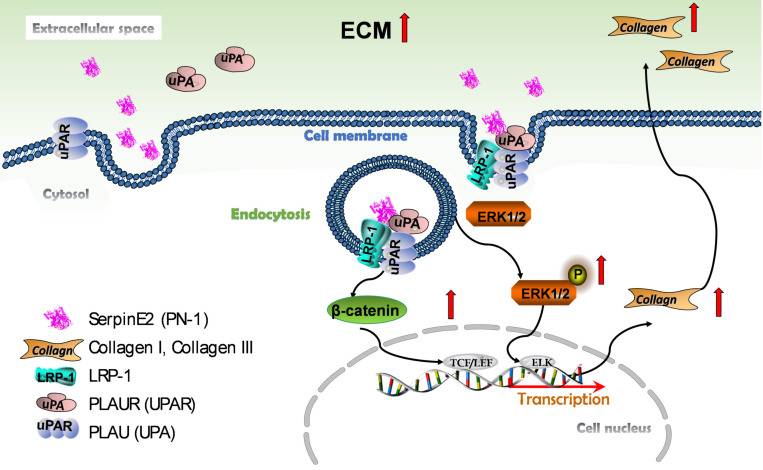 Extracellular space
ECM
Collagen
Collagen
uPA
uPA
uPAR
Cell membrane
uPA
LRP-1
uPAR
Cytosol
Endocytosis
ERK1/2
uPA
LRP-1
uPAR
P
ERK1/2
Collagn
β-catenin
SerpinE2 (PN-1)
Collagn
Collagen I, Collagen III
LRP-1
LRP-1
uPA
PLAUR (UPAR)
uPAR
PLAU (UPA)
TCF/LEF
ELK
Transcription
Cell nucleus